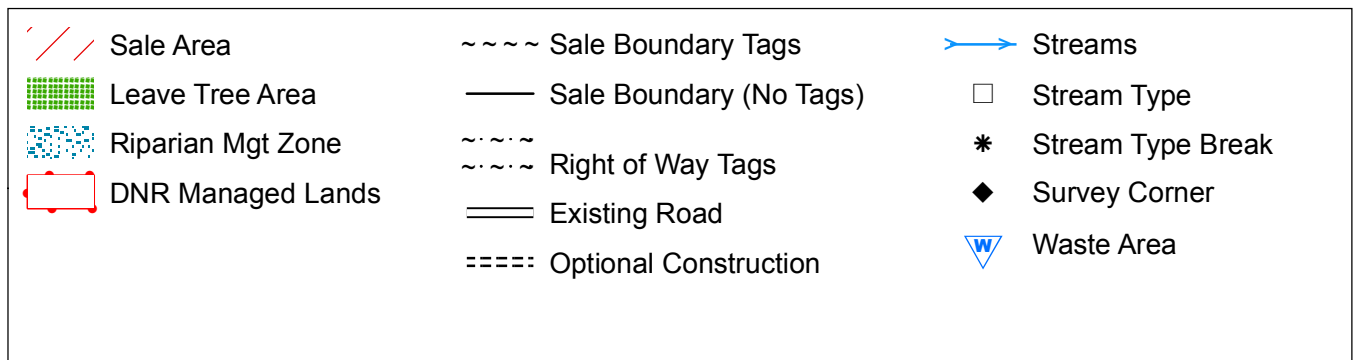 Sale Area
Leave Tree Area
Riparian Mgt Zone
DNR Managed Lands
Sale Boundary Tags
Sale Boundary (No Tags)
Right of Way Tags
Existing Road
Optional Construction
Streams
Stream Type
Stream Type Break
Survey Corner
W Waste Area